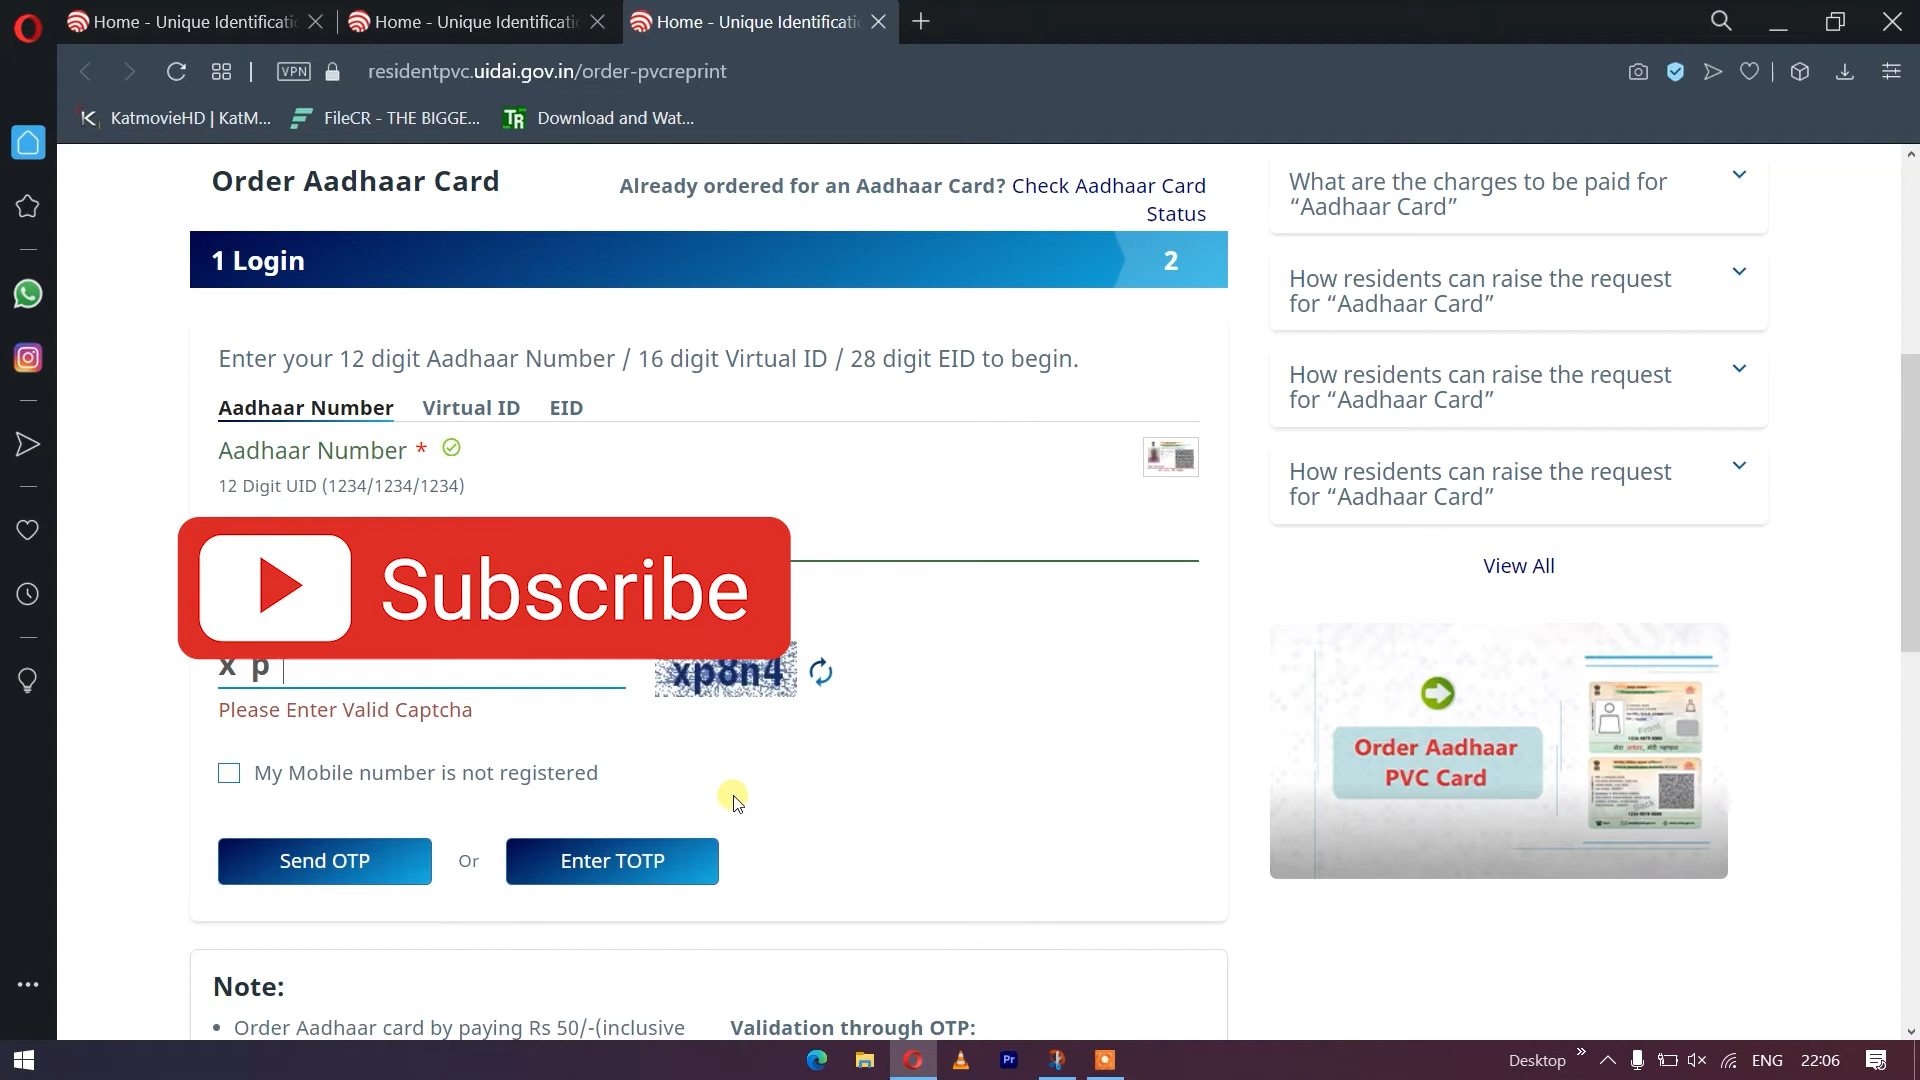 Home - Unique Identificati
Home - Unique Identificati
Home - Unique Identificati
VPN
residentpvc.uidai.gov.in/order-pvcreprint
KatmovieHD | KatM...
FileCR - THE BIGGE...
TR
Download and Wat...
Order Aadhaar Card
Already ordered for an Aadhaar Card? Check Aadhaar Card
Status
1 Login
2
Enter your 12 digit Aadhaar Number / 16 digit Virtual ID / 28 digit EID to begin.
Aadhaar Number
Virtual ID
EID
Aadhaar Number *
12 Digit UID (1234/1234/1234)
Subscribe
x p
xp8n4
Please Enter Valid Captcha
My Mobile number is not registered
Send OTP
Or
Enter TOTP
Note:
• Order Aadhaar card by paying Rs 50/-(inclusive
Validation through OTP:
What are the charges to be paid for
“Aadhaar Card”
How residents can raise the request
for “Aadhaar Card”
How residents can raise the request
for “Aadhaar Card”
How residents can raise the request
for “Aadhaar Card”
View All
Order Aadhaar
PVC Card
Front
Back
Pr
Desktop
ENG
22:06